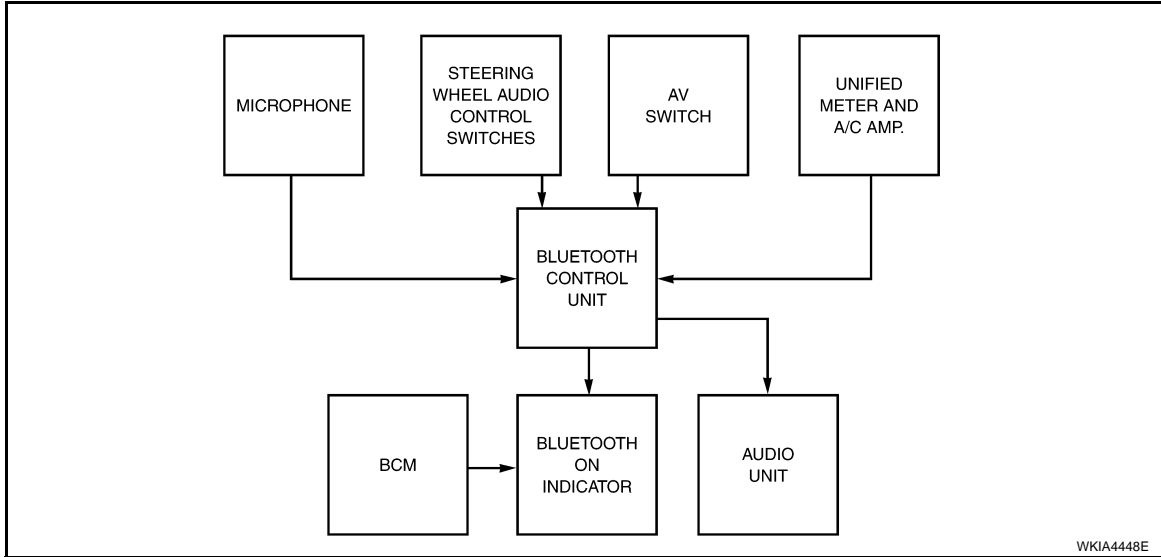 MICROPHONE
STEERING
WHEEL AUDIO
CONTROL
SWITCHES
AV
SWITCH
UNIFIED
METER AND
A/C AMP.
BLUETOOTH
CONTROL
UNIT
BCM
BLUETOOTH
ON
INDICATOR
AUDIO
UNIT
WKIA4448E